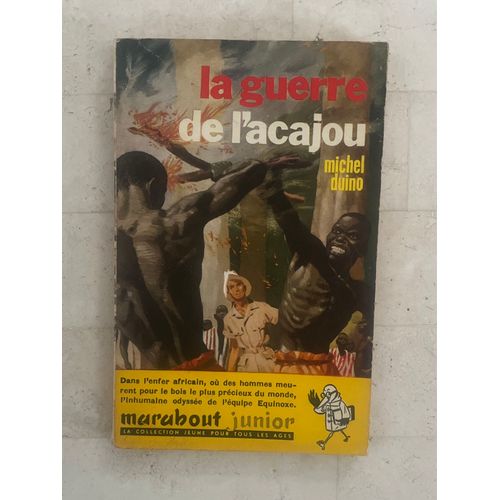 la guerre
de l'acajou
michel
duino
Dans l'enfer africain, où des hommes meu-
rent pour le bois le plus précieux du monde,
l'inhumaine odyssée de l'équipe Equinoxe.
marabout junior
LA COLLECTION JEUNE POUR TOUS LES AGES